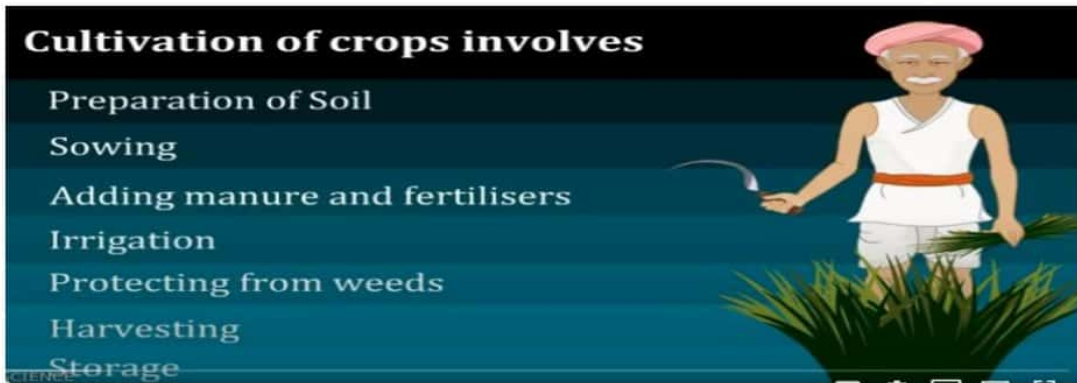 Cultivation of crops involves
Preparation of Soil
Sowing
Adding manure and fertilisers
Irrigation
Protecting from weeds
Harvesting
Storage